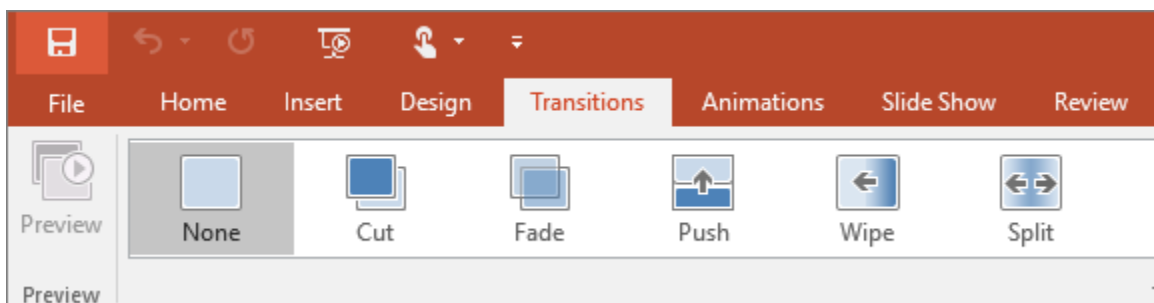 File Home Insert Design Transitions Animations Slide Show Review
Preview None Cut Fade Push Wipe Split
Preview